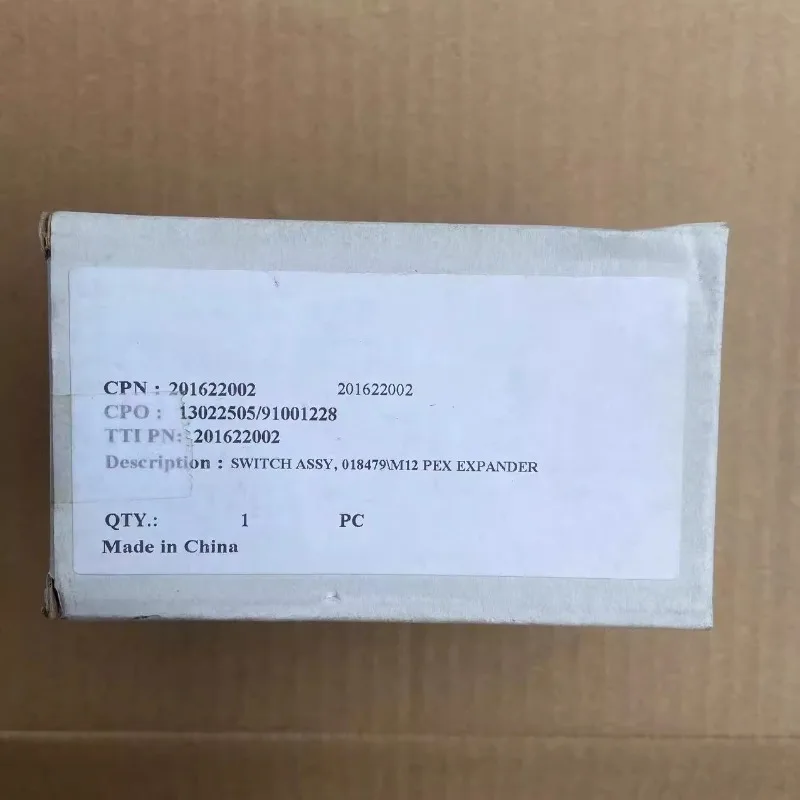 CPN : 201622002 201622002
CPO : 13022505/91001228
TTI PN: 201622002
Description : SWITCH ASSY, 018479\M12 PEX EXPANDER
QTY.: 1 PC
Made in China